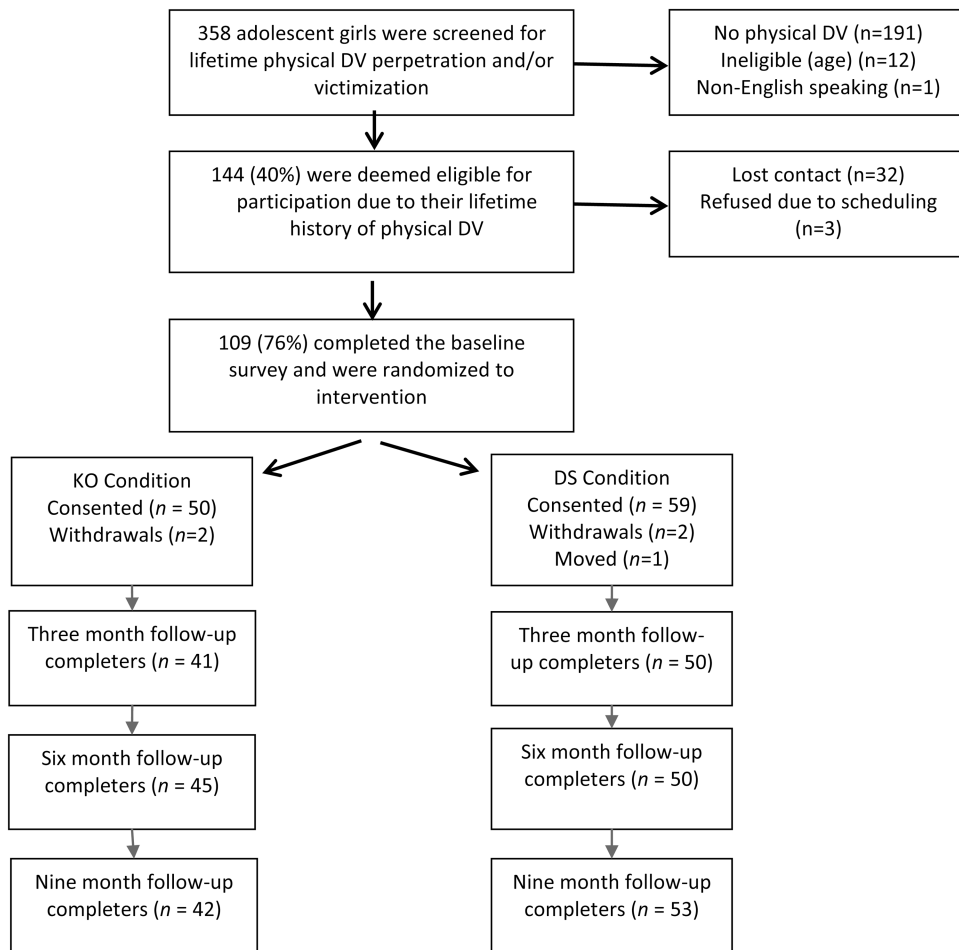 358 adolescent girls were screened for
lifetime physical DV perpetration and/or
victimization
No physical DV (n=191)
Ineligible (age) (n=12)
Non-English speaking (n=1)
144 (40%) were deemed eligible for
participation due to their lifetime
history of physical DV
Lost contact (n=32)
Refused due to scheduling
(n=3)
109 (76%) completed the baseline
survey and were randomized to
intervention
KO Condition
Consented (n = 50)
Withdrawals (n=2)
DS Condition
Consented (n = 59)
Withdrawals (n=2)
Moved (n=1)
Three month follow-up
completers (n = 41)
Three month follow-
up completers (n = 50)
Six month follow-up
completers (n = 45)
Six month follow-up
completers (n = 50)
Nine month follow-up
completers (n = 42)
Nine month follow-up
completers (n = 53)